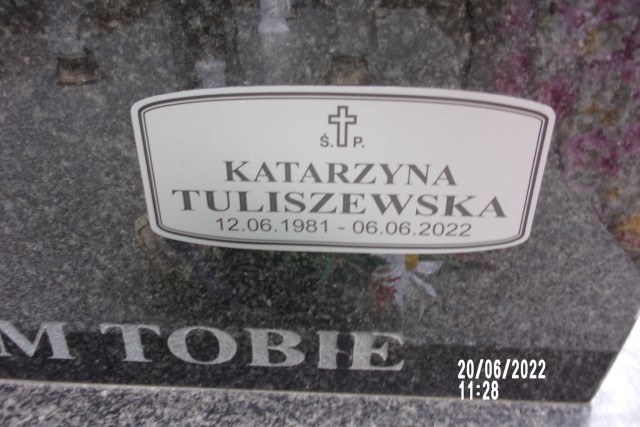 Ś. P.
KATARZYNA
TULISZEWSKA
12.06.1981 - 06.06.2022
M TOBIE
20/06/2022
11:28